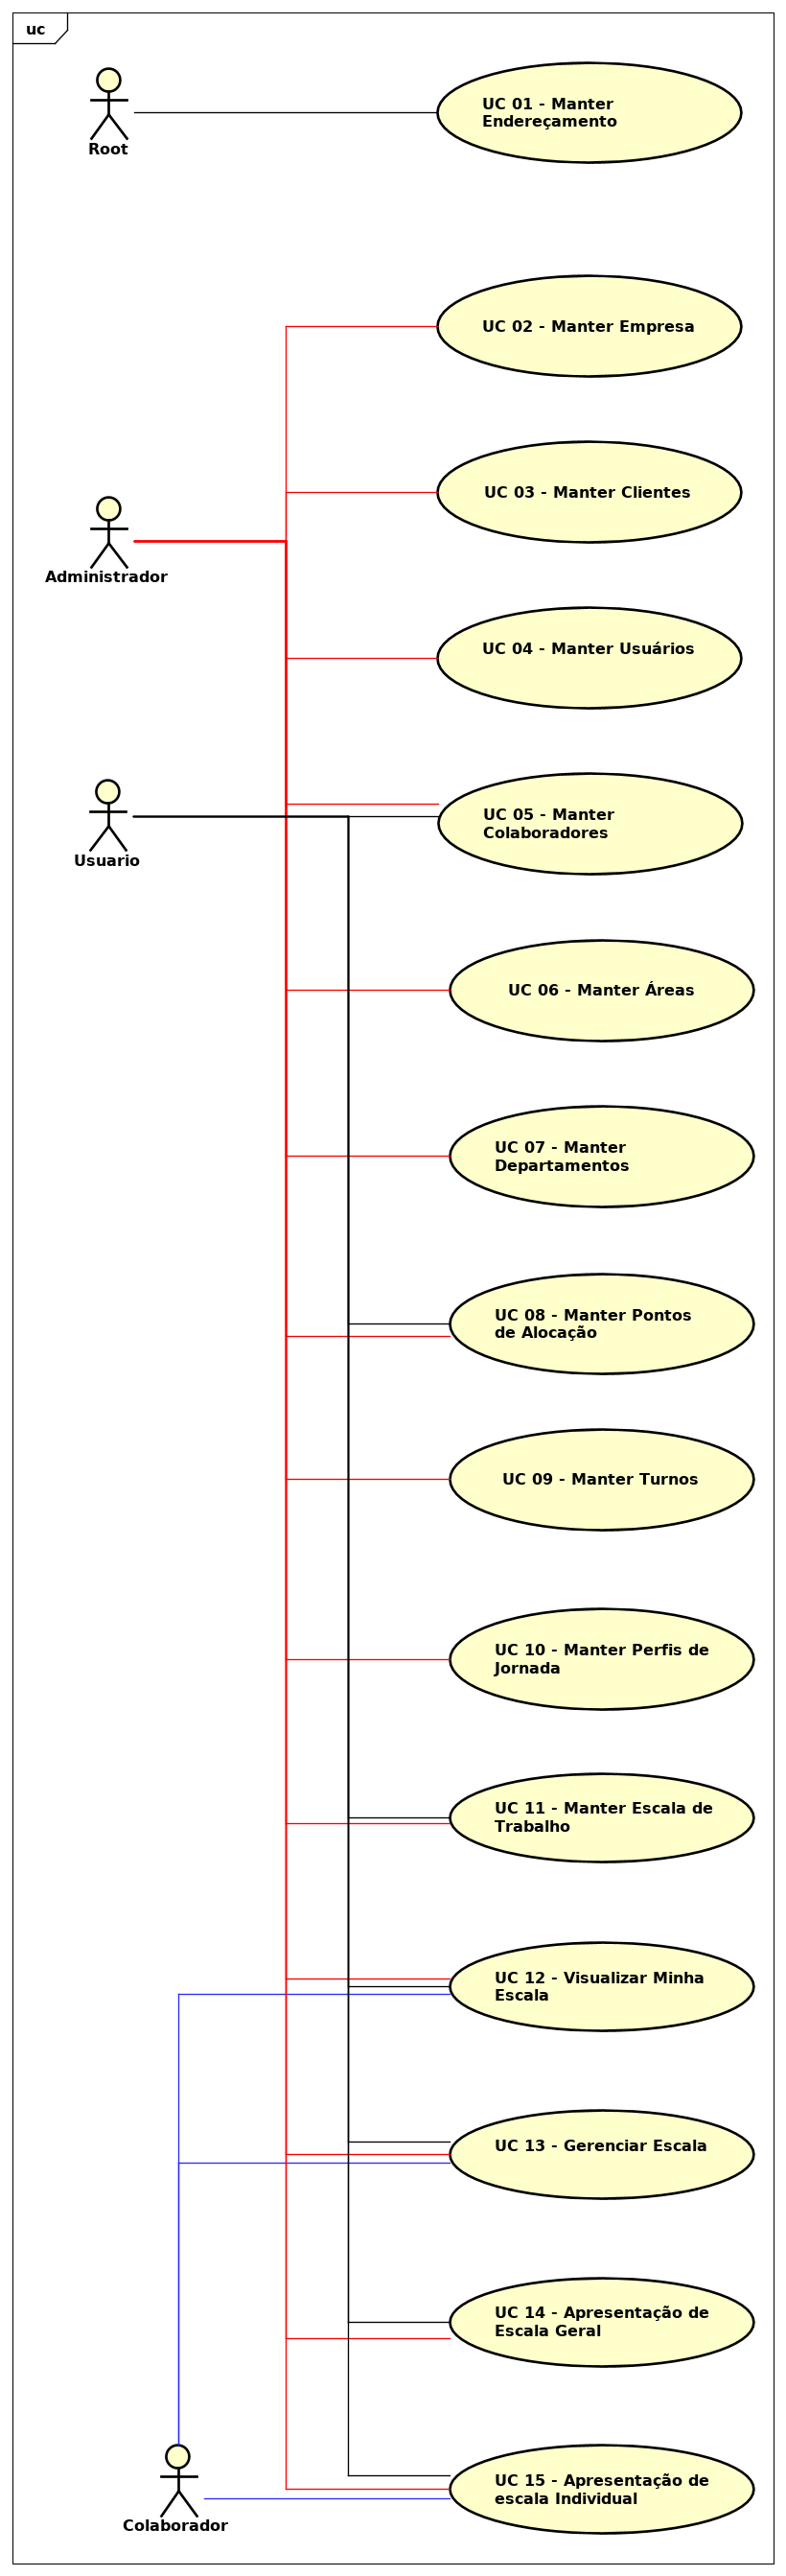 uc
Root
UC 01 - Manter
Endereçamento
UC 02 - Manter Empresa
UC 03 - Manter Clientes
Administrador
UC 04 - Manter Usuários
Usuario
UC 05 - Manter
Colaboradores
UC 06 - Manter Áreas
UC 07 - Manter
Departamentos
UC 08 - Manter Pontos
de Alocação
UC 09 - Manter Turnos
UC 10 - Manter Perfis de
Jornada
UC 11 - Manter Escala de
Trabalho
UC 12 - Visualizar Minha
Escala
UC 13 - Gerenciar Escala
UC 14 - Apresentação de
Escala Geral
UC 15 - Apresentação de
escala Individual
Colaborador